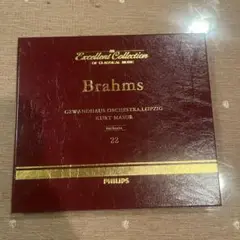 Excellent Collection
OF CLASSICAL MUSIC
Brahms
GEWANDHAUS ORCHESTRA LEIPZIG
KURT MASUR
22
PHILIPS